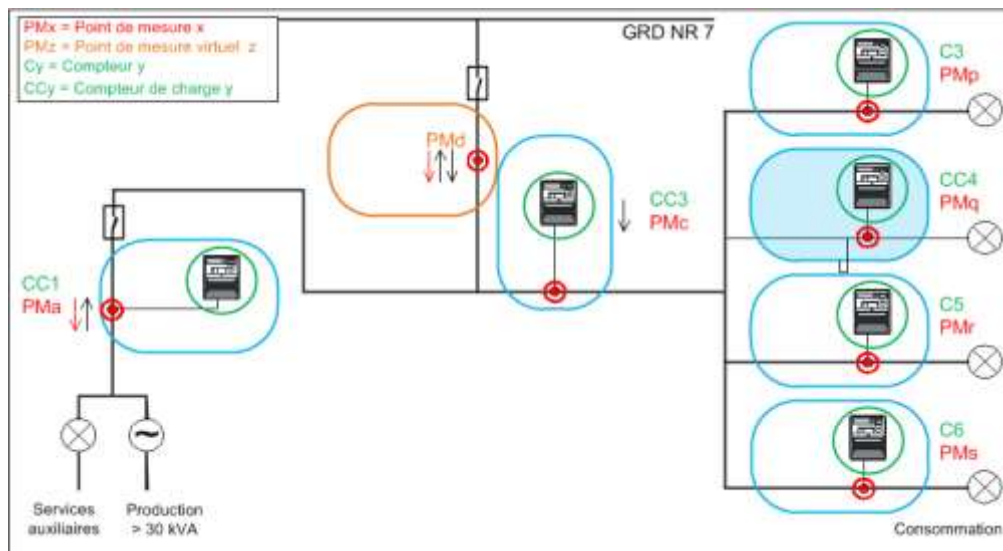 PMx = Point de mesure x
PMz = Point de mesure virtuel z
Cy = Compteur y
CCy = Compteur de charge y
GRD NR 7
C3
PMp
PMd
CC3
PMc
CC4
PMq
CC1
PMa
C5
PMr
C6
PMs
Services
auxiliaires
Production
> 30 kVA
Consommation